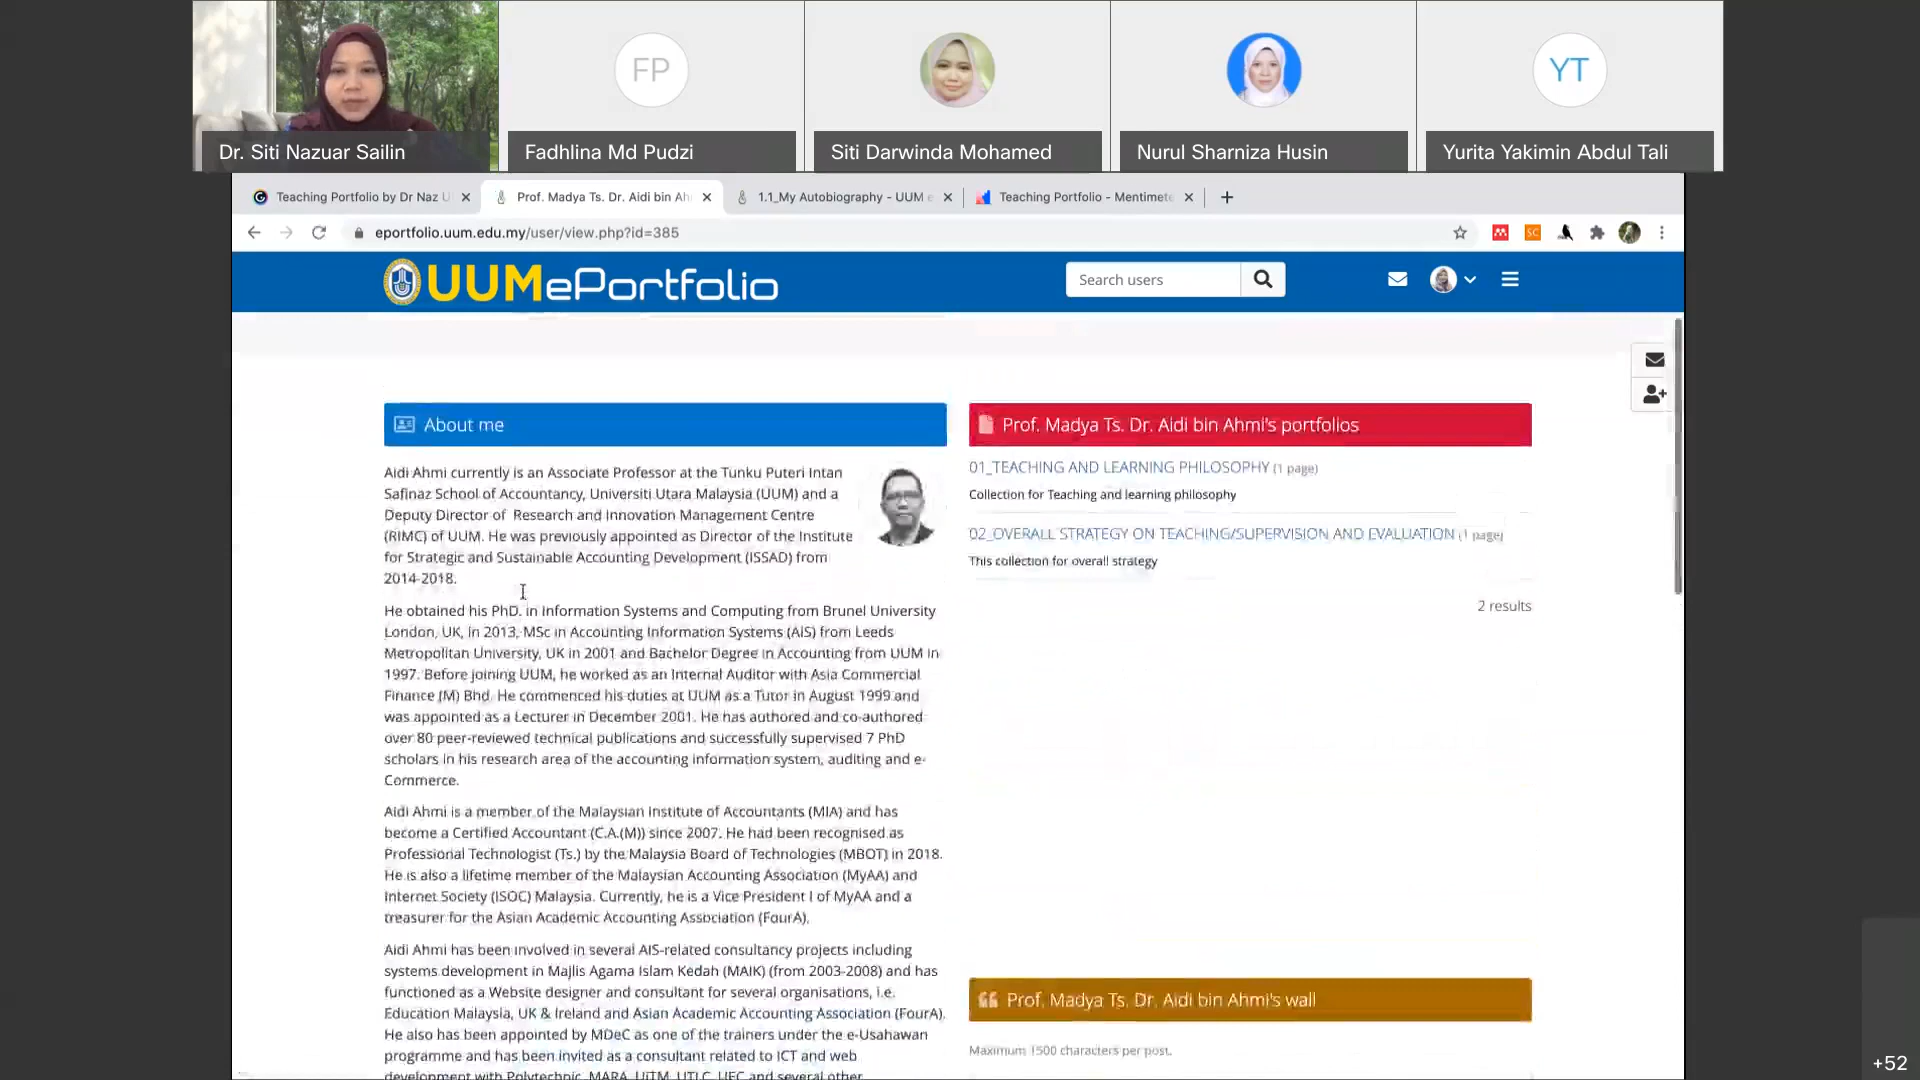 FP
YT
Dr. Siti Nazuar Sailin
Fadhlina Md Pudzi
Siti Darwinda Mohamed
Nurul Sharniza Husin
Yurita Yakimin Abdul Tali
Teaching Portfolio by Dr Naz U
Prof. Madya Ts. Dr. Aidi bin Ah
1.1_My Autobiography - UUM e
Teaching Portfolio - Mentimete
eportfolio.uum.edu.my/user/view.php?id=385
SC
UUMePortfolio
Search users
About me
Aidi Ahmi currently is an Associate Professor at the Tunku Puteri Intan
Safinaz School of Accountancy, Universiti Utara Malaysia (UUM) and a
Deputy Director of Research and Innovation Management Centre
(RIMC) of UUM. He was previously appointed as Director of the Institute
for Strategic and Sustainable Accounting Development (ISSAD) from
2014-2018.
He obtained his PhD. in Information Systems and Computing from Brunel University
London, UK, in 2013, MSc in Accounting Information Systems (AIS) from Leeds
Metropolitan University, UK in 2001 and Bachelor Degree in Accounting from UUM in
1997. Before joining UUM, he worked as an Internal Auditor with Asia Commercial
Finance (M) Bhd. He commenced his duties at UUM as a Tutor in August 1999 and
was appointed as a Lecturer in December 2001. He has authored and co-authored
over 80 peer-reviewed technical publications and successfully supervised 7 PhD
scholars in his research area of the accounting information system, auditing and e-
Commerce.
Aidi Ahmi is a member of the Malaysian Institute of Accountants (MIA) and has
become a Certified Accountant (C.A.(M)) since 2007. He had been recognised as
Professional Technologist (Ts.) by the Malaysia Board of Technologies (MBOT) in 2018.
He is also a lifetime member of the Malaysian Accounting Association (MyAA) and
Internet Society (ISOC) Malaysia. Currently, he is a Vice President I of MyAA and a
treasurer for the Asian Academic Accounting Association (FourA).
Aidi Ahmi has been involved in several AIS-related consultancy projects including
systems development in Majlis Agama Islam Kedah (MAIK) (from 2003-2008) and has
functioned as a Website designer and consultant for several organisations, i.e.
Education Malaysia, UK & Ireland and Asian Academic Accounting Association (FourA).
He also has been appointed by MDeC as one of the trainers under the e-Usahawan
programme and has been invited as a consultant related to ICT and web
development with Polytechnic, MARA, UiTM, UTLC, UEC and several other
Prof. Madya Ts. Dr. Aidi bin Ahmi's portfolios
01_TEACHING AND LEARNING PHILOSOPHY (1 page)
Collection for Teaching and learning philosophy
02_OVERALL STRATEGY ON TEACHING/SUPERVISION AND EVALUATION (1 page)
This collection for overall strategy
2 results
Prof. Madya Ts. Dr. Aidi bin Ahmi's wall
Maximum 1500 characters per post.
+52